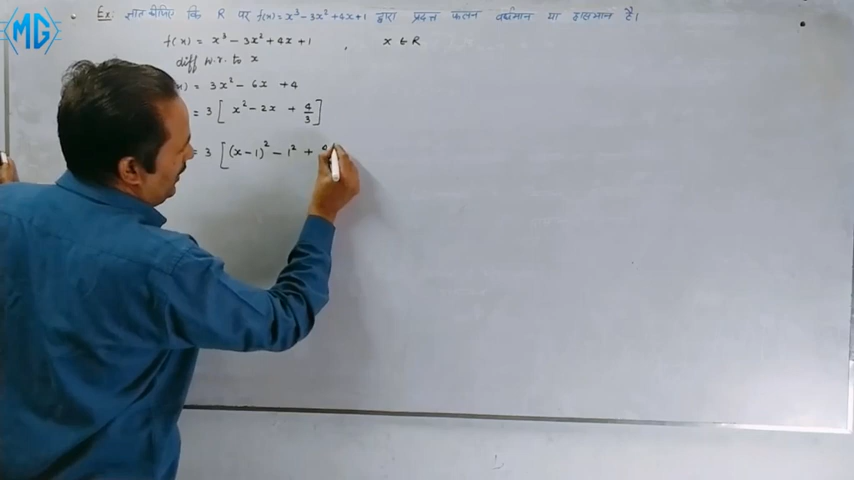 MG
Ex: ज्ञात कीजिए कि R पर f(x) = x³ - 3x² + 4x + 1 द्वारा प्रदत्त फलन वर्धमान या ह्रासमान है।
f(x) = x³ - 3x² + 4x + 1 , x ∈ R
diff w.r. to x
x) = 3x² - 6x + 4
= 3 [ x² - 2x + 4/3 ]
= 3 [ (x - 1)² - 1² +